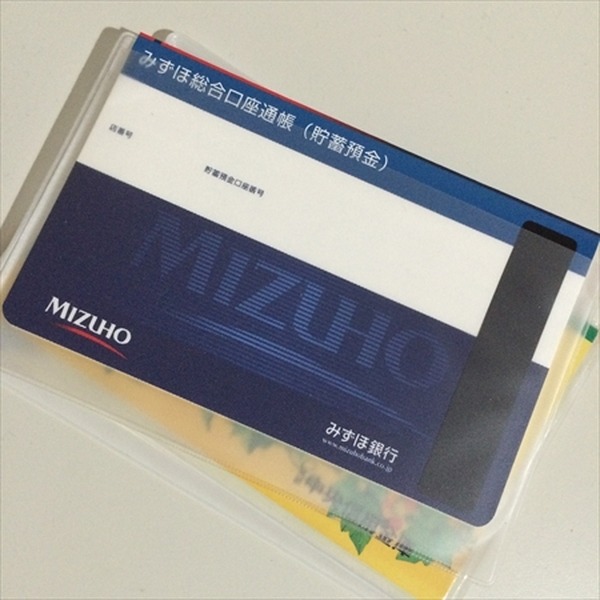 みずほ総合口座通帳(貯蓄預金)
店番号
貯蓄預金口座番号
MIZUHO
MIZUHO
みずほ銀行
www.mizuhobank.co.jp